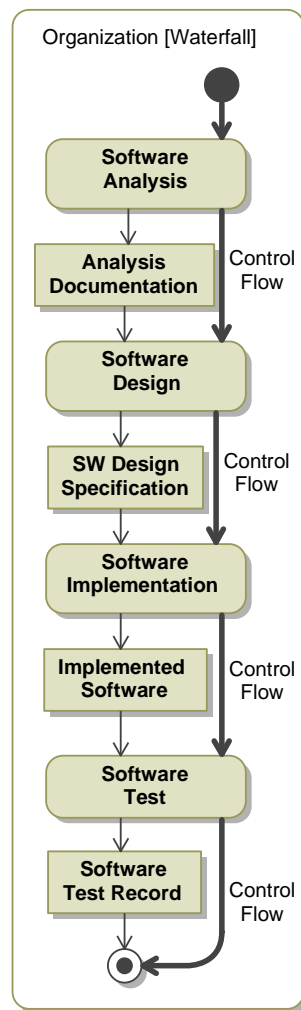 Organization [Waterfall]
Software
Analysis
Analysis
Documentation
Control
Flow
Software
Design
SW Design
Specification
Control
Flow
Software
Implementation
Implemented
Software
Control
Flow
Software
Test
Software
Test Record
Control
Flow